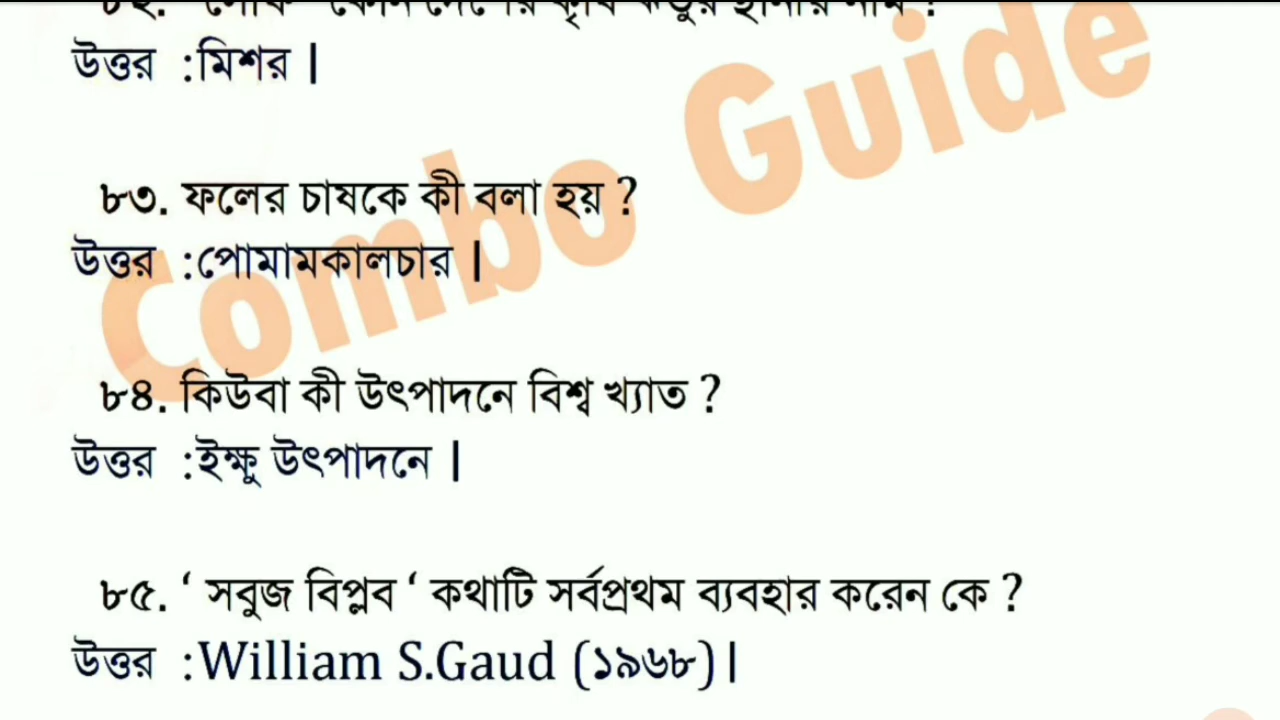 উত্তর :মিশর |
৮৩. ফলের চাষকে কী বলা হয় ?
উত্তর :পোমামকালচার |
৮৪. কিউবা কী উৎপাদনে বিশ্ব খ্যাত ?
উত্তর :ইক্ষু উৎপাদনে |
৮৫. ‘ সবুজ বিপ্লব ‘ কথাটি সর্বপ্রথম ব্যবহার করেন কে ?
উত্তর :William S.Gaud (১৯৬৮)|
Combo Guide